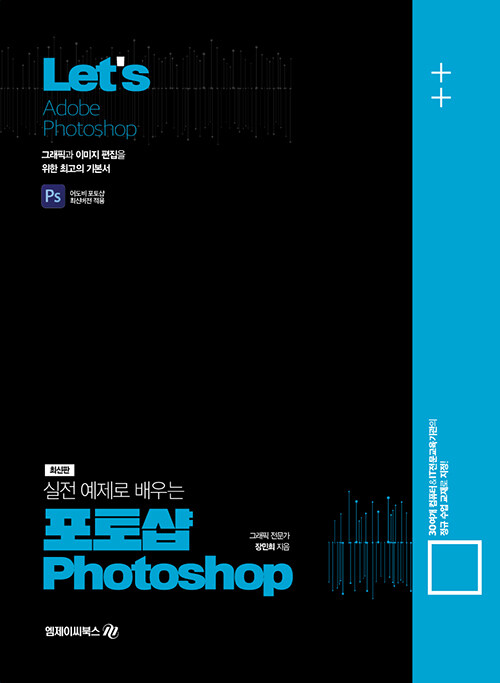 Let's
Adobe
Photoshop
그래픽과 이미지 편집을
위한 최고의 기본서
Ps
어도비 포토샵
최신버전 적용
300여개 컴퓨터&IT전문교육기관의
정규 수업 교재로 지정!
최신판
실전 예제로 배우는
포토샵
Photoshop
그래픽 전문가
장민희 지음
엠제이씨북스